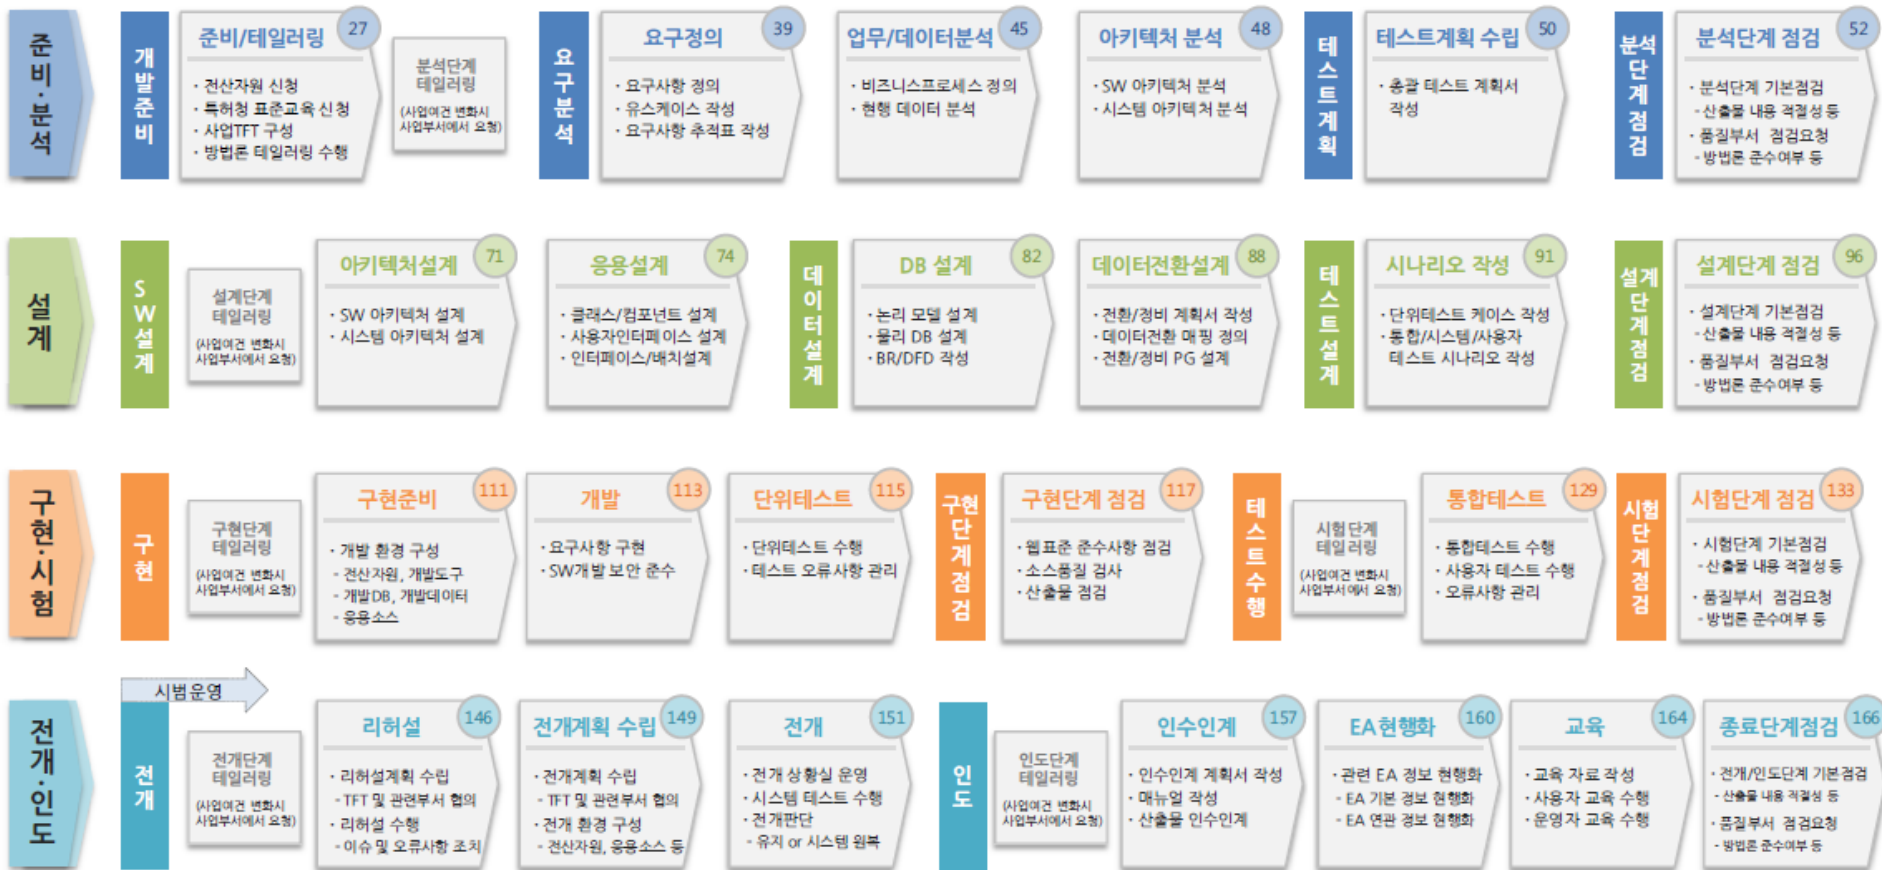 준비·분석
개발준비
준비/테일러링
27
· 전산자원 신청
· 특허청 표준교육 신청
· 사업TFT 구성
· 방법론 테일러링 수행
분석단계
테일러링
(사업여건 변화시
사업부서에서 요청)
요구분석
요구정의
39
· 요구사항 정의
· 유스케이스 작성
· 요구사항 추적표 작성
업무/데이터분석
45
· 비즈니스프로세스 정의
· 현행 데이터 분석
아키텍처 분석
48
· SW 아키텍처 분석
· 시스템 아키텍처 분석
테스트계획
테스트계획 수립
50
· 총괄 테스트 계획서
작성
분석단계점검
분석단계 점검
52
· 분석단계 기본점검
- 산출물 내용 적절성 등
· 품질부서 점검요청
- 방법론 준수여부 등
설계
SW설계
설계단계
테일러링
(사업여건 변화시
사업부서에서 요청)
아키텍처설계
71
· SW 아키텍처 설계
· 시스템 아키텍처 설계
응용설계
74
· 클래스/컴포넌트 설계
· 사용자인터페이스 설계
· 인터페이스/배치설계
데이터설계
DB 설계
82
· 논리 모델 설계
· 물리 DB 설계
· BR/DFD 작성
데이터전환설계
88
· 전환/정비 계획서 작성
· 데이터전환 매핑 정의
· 전환/정비 PG 설계
테스트설계
시나리오 작성
91
· 단위테스트 케이스 작성
· 통합/시스템/사용자
테스트 시나리오 작성
설계단계점검
설계단계 점검
96
· 설계단계 기본점검
- 산출물 내용 적절성 등
· 품질부서 점검요청
- 방법론 준수여부 등
구현·시험
구현
구현단계
테일러링
(사업여건 변화시
사업부서에서 요청)
구현준비
111
· 개발 환경 구성
- 전산자원, 개발도구
- 개발DB, 개발데이터
- 응용소스
개발
113
· 요구사항 구현
· SW개발 보안 준수
단위테스트
115
· 단위테스트 수행
· 테스트 오류사항 관리
구현단계점검
구현단계 점검
117
· 웹표준 준수사항 점검
· 소스품질 검사
· 산출물 점검
테스트수행
시험단계
테일러링
(사업여건 변화시
사업부서에서 요청)
통합테스트
129
· 통합테스트 수행
· 사용자 테스트 수행
· 오류사항 관리
시험단계점검
시험단계 점검
133
· 시험단계 기본점검
- 산출물 내용 적절성 등
· 품질부서 점검요청
- 방법론 준수여부 등
전개·인도
시범운영
전개
전개단계
테일러링
(사업여건 변화시
사업부서에서 요청)
리허설
146
· 리허설계획 수립
- TFT 및 관련부서 협의
· 리허설 수행
- 이슈 및 오류사항 조치
전개계획 수립
149
· 전개계획 수립
- TFT 및 관련부서 협의
· 전개 환경 구성
- 전산자원, 응용소스 등
전개
151
· 전개 상황실 운영
· 시스템 테스트 수행
· 전개판단
- 유지 or 시스템 원복
인도
인도단계
테일러링
(사업여건 변화시
사업부서에서 요청)
인수인계
157
· 인수인계 계획서 작성
· 매뉴얼 작성
· 산출물 인수인계
EA현행화
160
· 관련 EA 정보 현행화
- EA 기본 정보 현행화
- EA 연관 정보 현행화
교육
164
· 교육 자료 작성
· 사용자 교육 수행
· 운영자 교육 수행
종료단계점검
166
· 전개/인도단계 기본점검
- 산출물 내용 적절성 등
· 품질부서 점검요청
- 방법론 준수여부 등